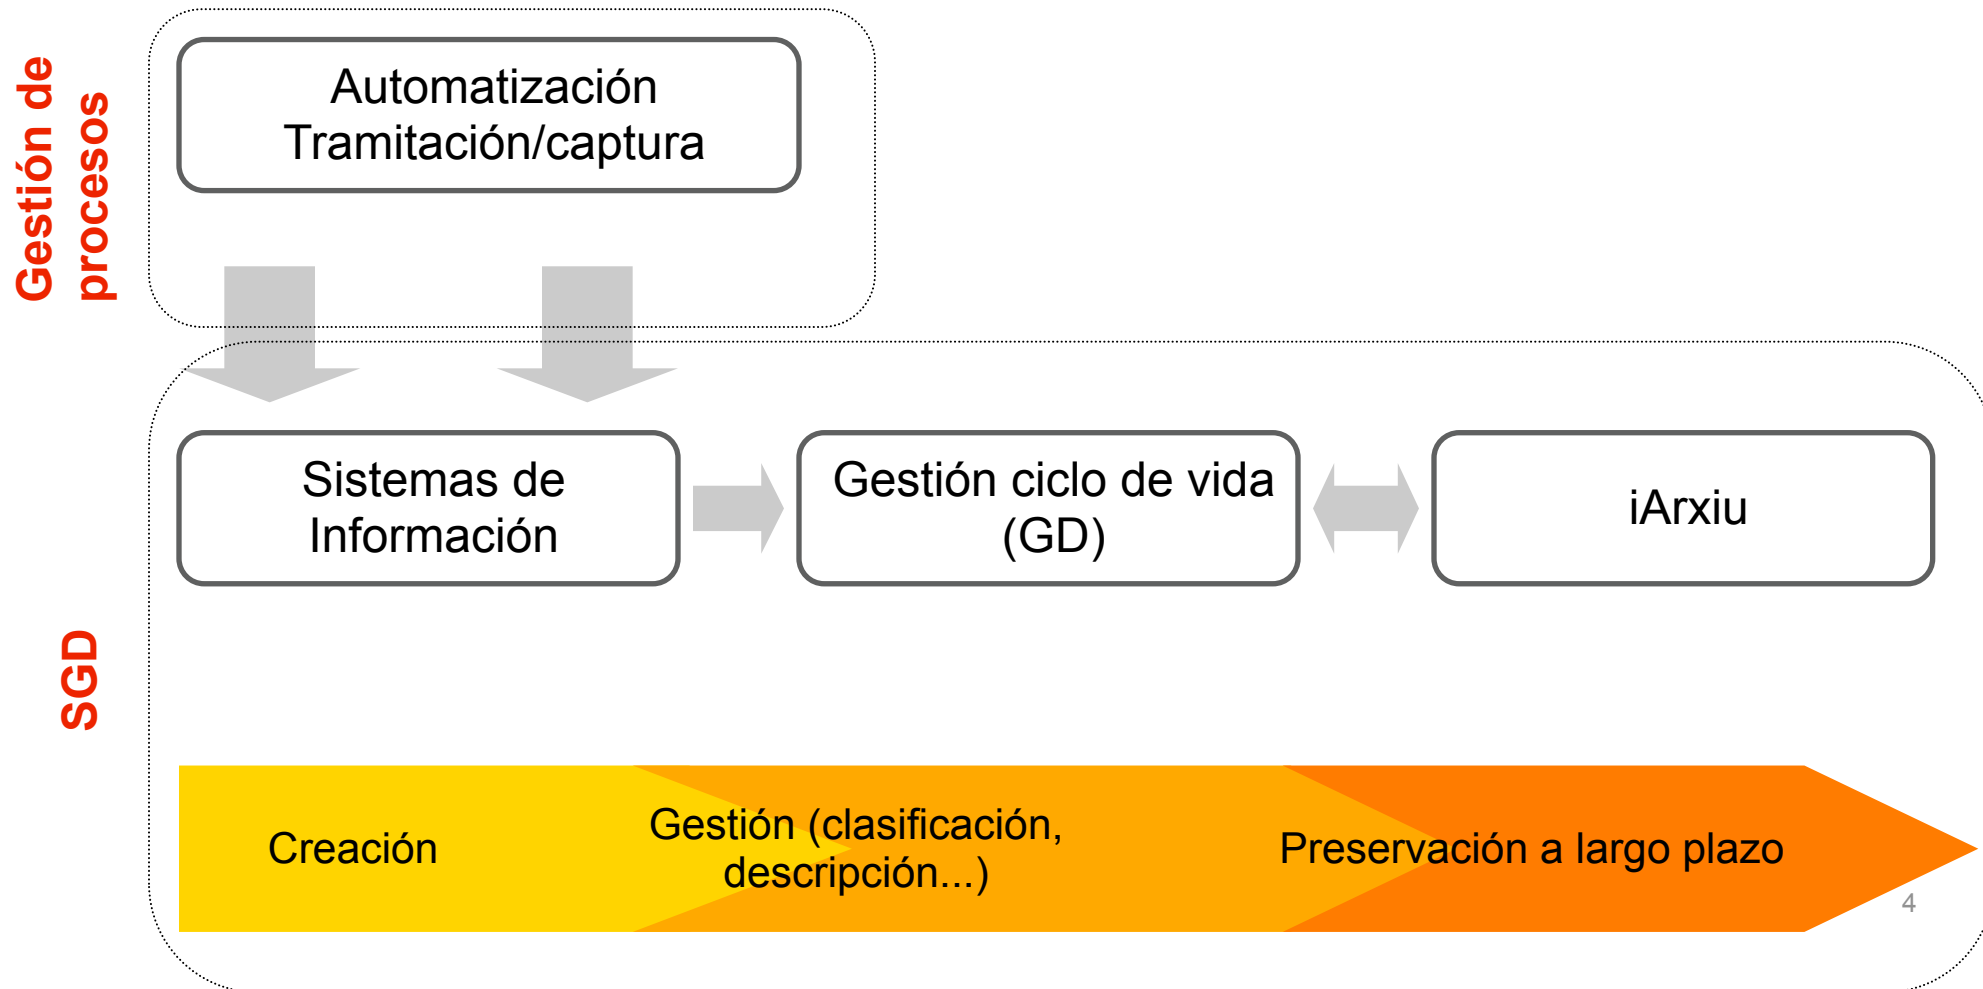 Gestión de
procesos
Automatización
Tramitación/captura
SGD
Sistemas de
Información
Gestión ciclo de vida
(GD)
iArxiu
Creación
Gestión (clasificación,
descripción...)
Preservación a largo plazo
4